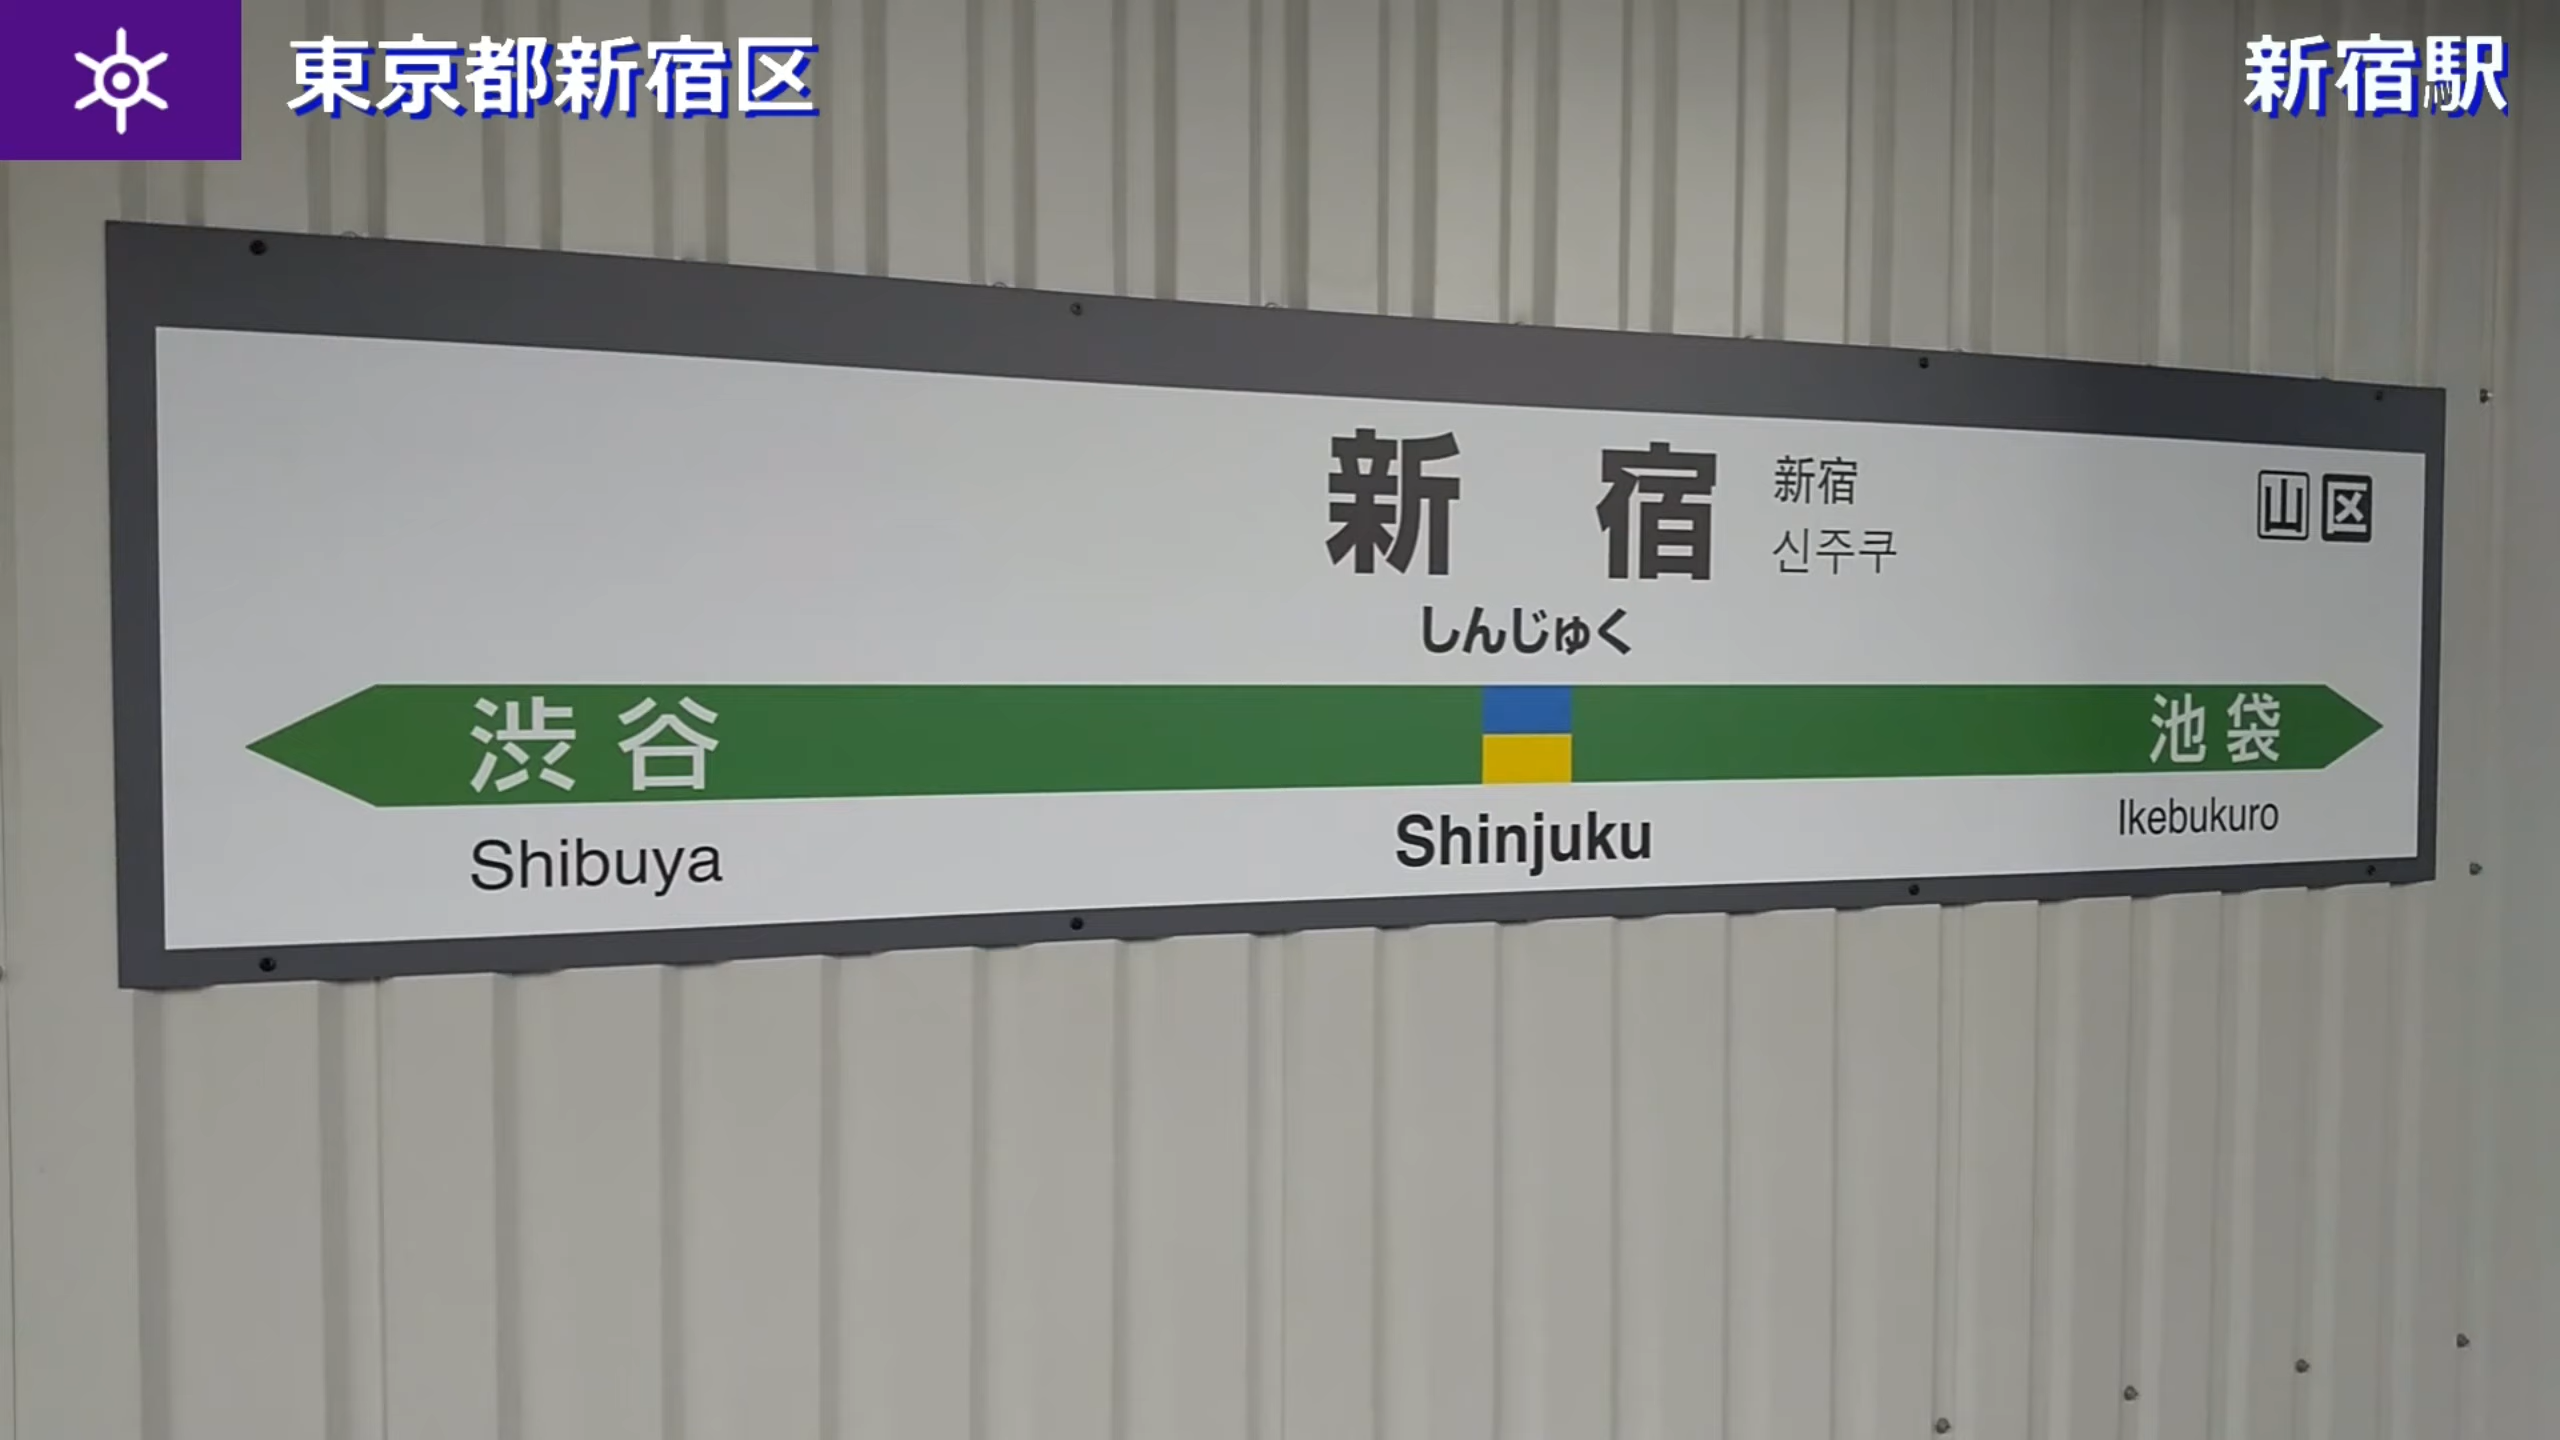 東京都新宿区
新宿駅
新宿
新宿
신주쿠
山 区
しんじゅく
渋谷
池袋
Shibuya
Shinjuku
Ikebukuro